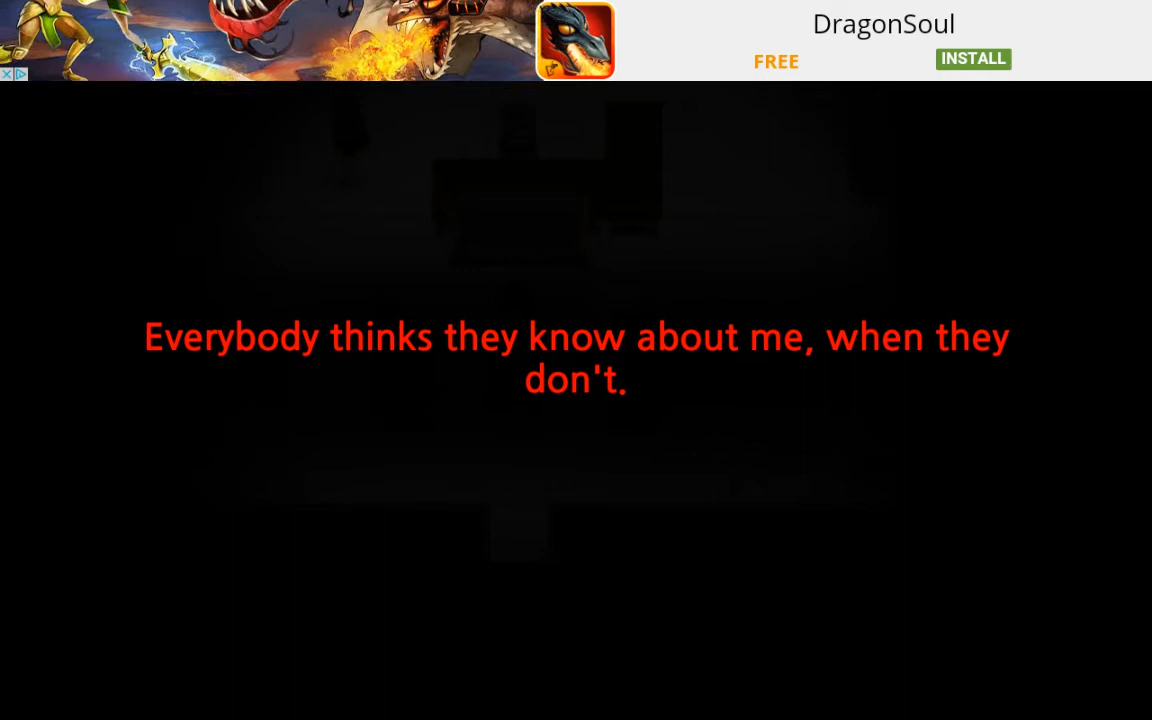 DragonSoul
FREE
INSTALL
Everybody thinks they know about me, when they
don't.